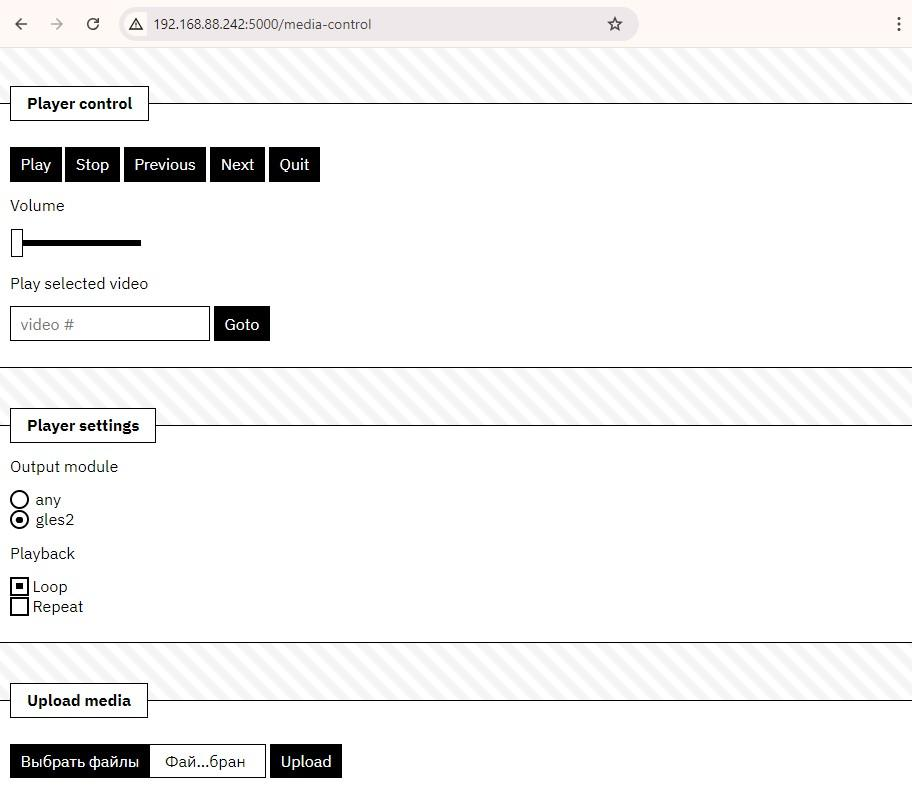 192.168.88.242:5000/media-control
Player control
Play Stop Previous Next Quit
Volume
Play selected video
video # Goto
Player settings
Output module
any
gles2
Playback
Loop
Repeat
Upload media
Выбрать файлы Фай...бран Upload